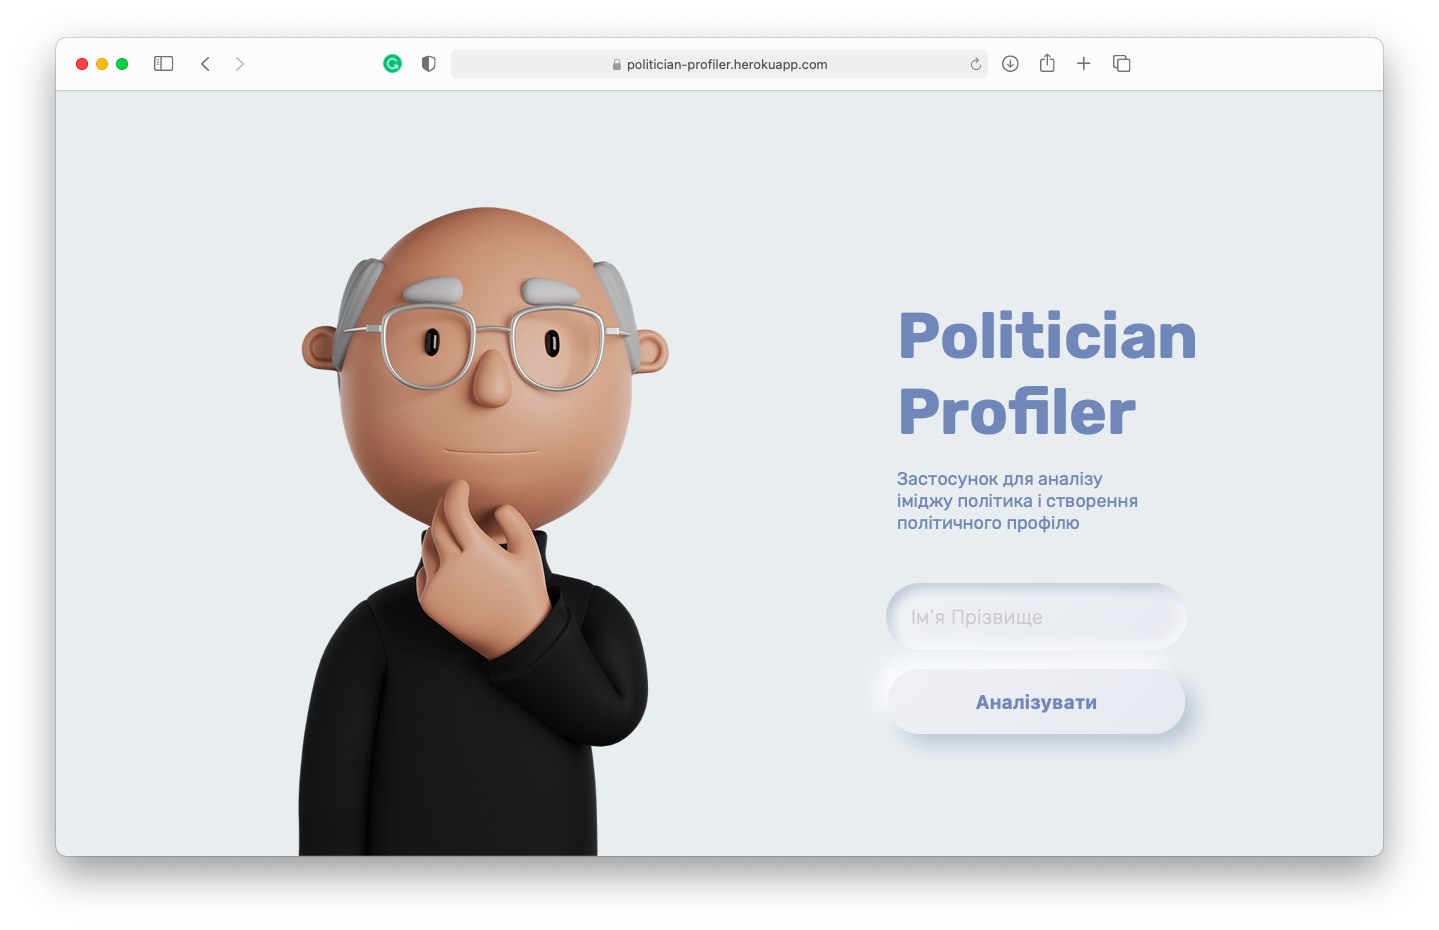 politician-profiler.herokuapp.com
Politician
Profiler
Застосунок для аналізу
іміджу політика і створення
політичного профілю
Ім'я Прізвище
Аналізувати